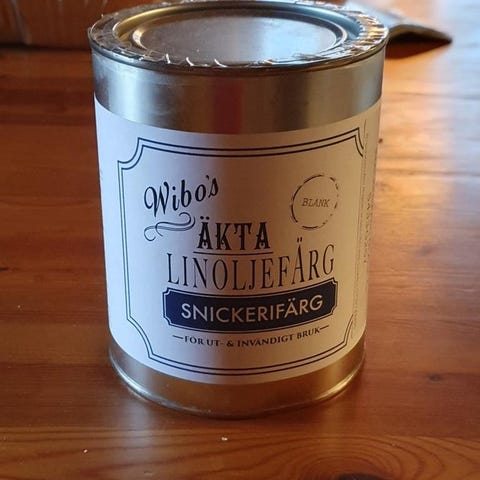 Wibo's
BLANK
ÄKTA
LINOLJEFÄRG
SNICKERIFÄRG
FÖR UT- & INVÄNDIGT BRUK